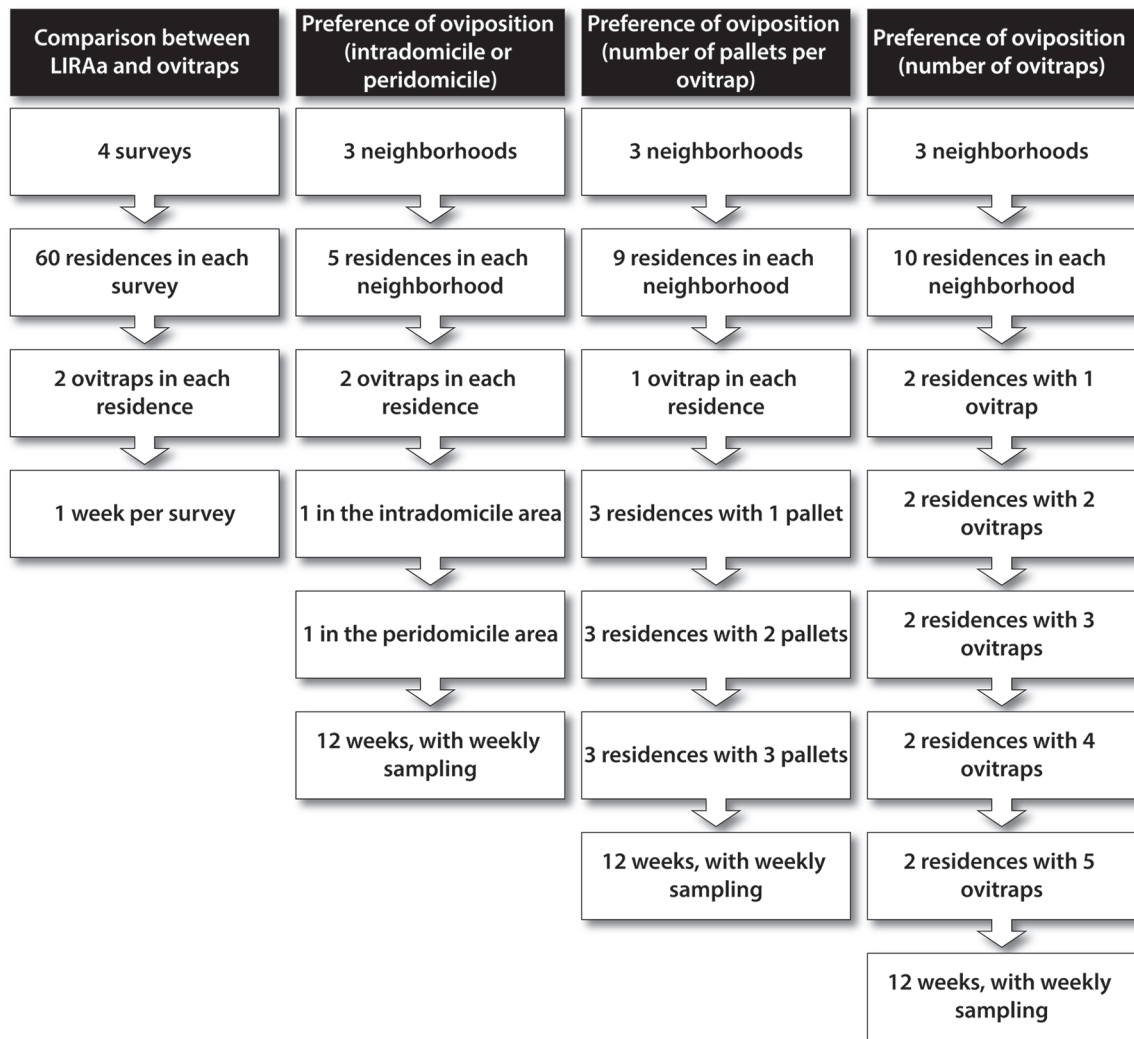 Comparison between
LIRAa and ovitraps
4 surveys
60 residences in each
survey
2 ovitraps in each
residence
1 week per survey
Preference of oviposition
(intradomicile or
peridomicile)
3 neighborhoods
5 residences in each
neighborhood
2 ovitraps in each
residence
1 in the intradomicile area
1 in the peridomicile area
12 weeks, with weekly
sampling
Preference of oviposition
(number of pallets per
ovitrap)
3 neighborhoods
9 residences in each
neighborhood
1 ovitrap in each
residence
3 residences with 1 pallet
3 residences with 2 pallets
3 residences with 3 pallets
12 weeks, with weekly
sampling
Preference of oviposition
(number of ovitraps)
3 neighborhoods
10 residences in each
neighborhood
2 residences with 1
ovitrap
2 residences with 2
ovitraps
2 residences with 3
ovitraps
2 residences with 4
ovitraps
2 residences with 5
ovitraps
12 weeks, with weekly
sampling